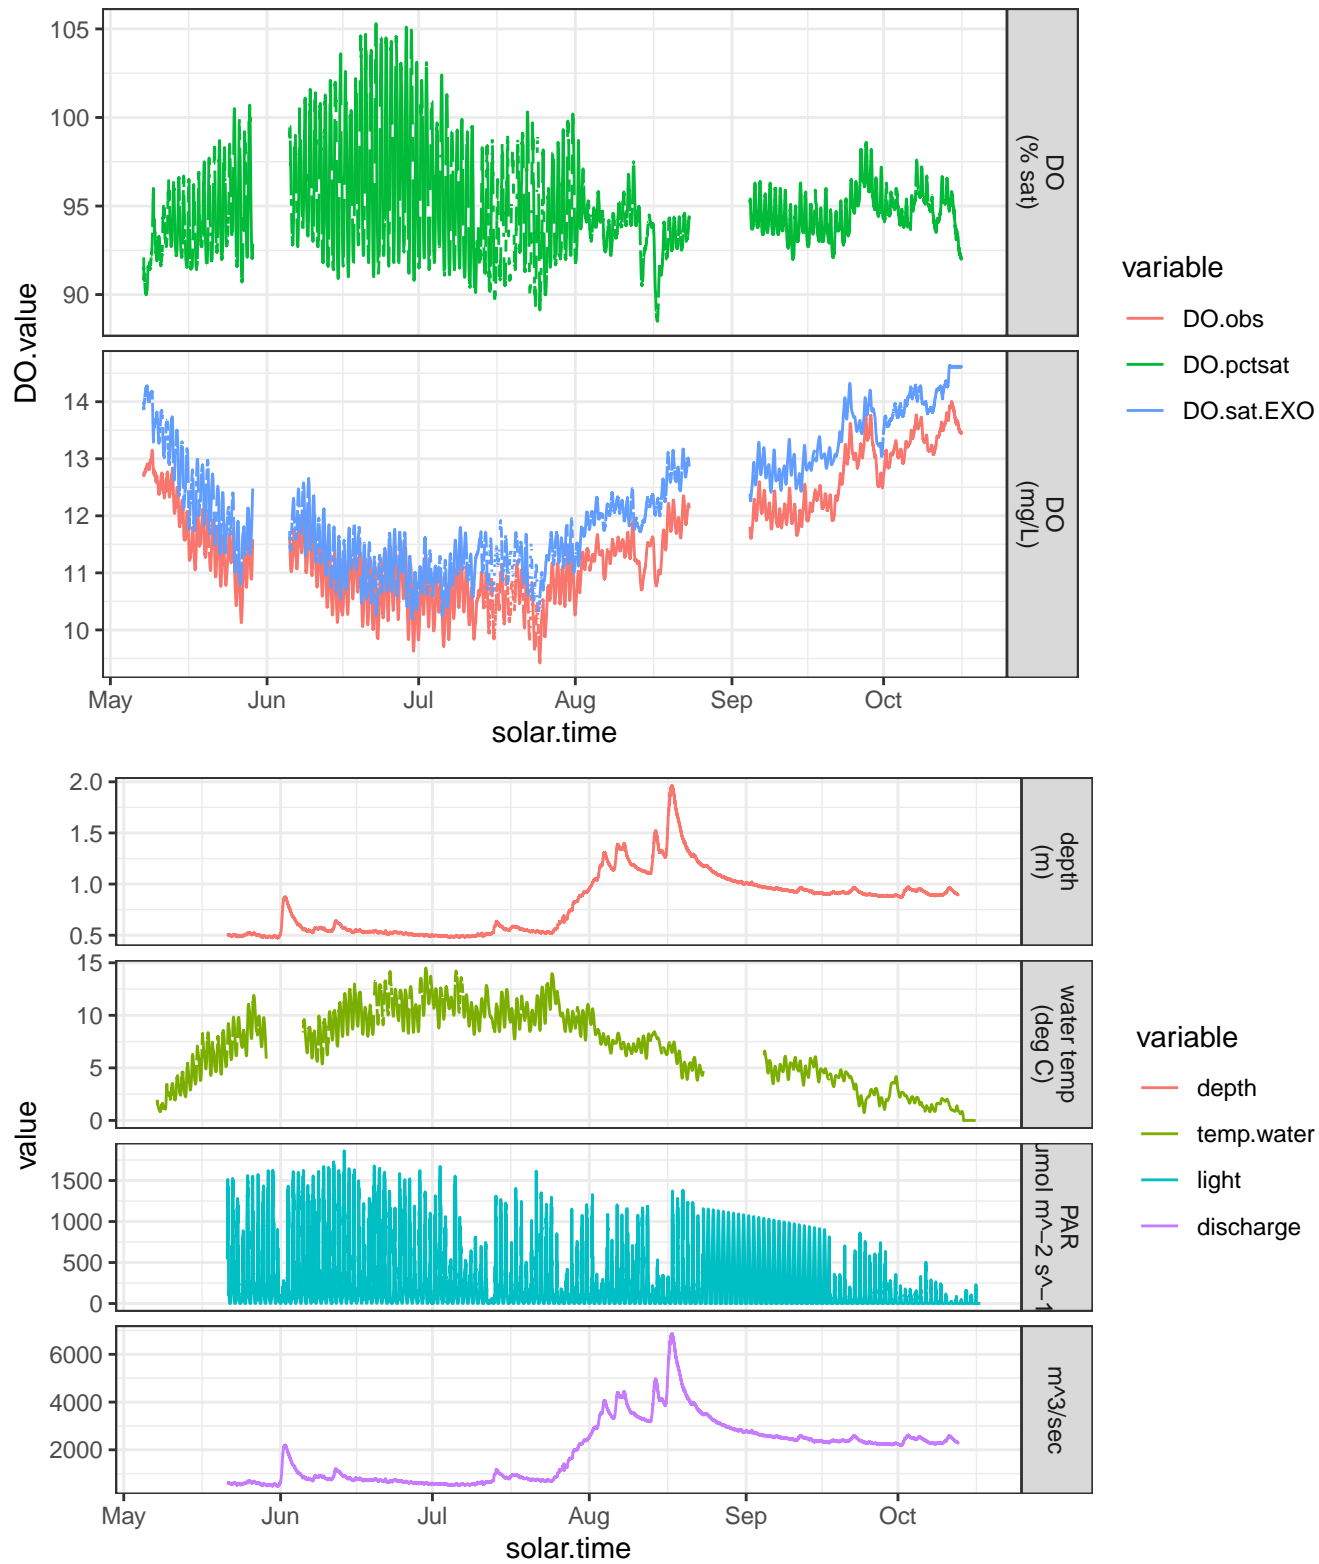 105
100
95
90
DO
(% sat)
14
13
12
11
10
DO
(mg/L)
DO.value
May Jun Jul Aug Sep Oct
solar.time
variable
DO.obs
DO.pctsat
DO.sat.EXO
2.0
1.5
1.0
0.5
depth
(m)
15
10
5
0
water temp
(deg C)
1500
1000
500
0
PAR
umol m^-2 s^-1
6000
4000
2000
m^3/sec
value
May Jun Jul Aug Sep Oct
solar.time
variable
depth
temp.water
light
discharge